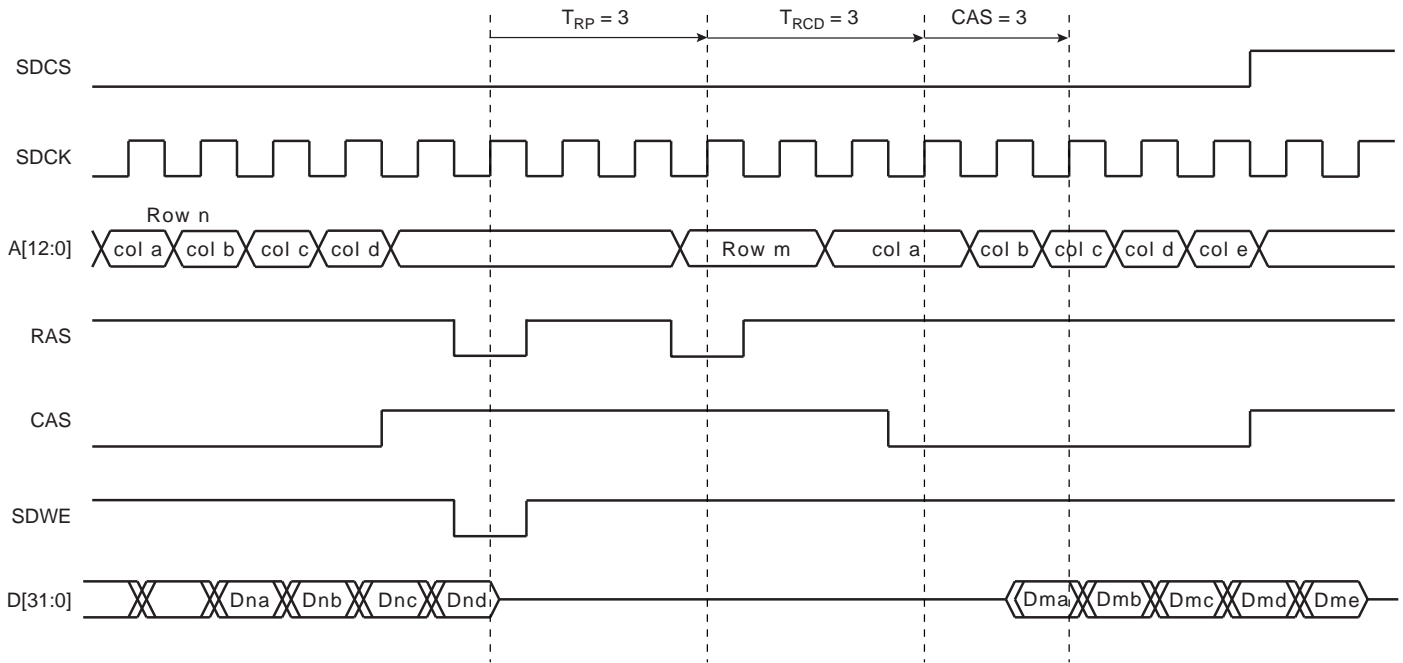 T_RP = 3 T_RCD = 3 CAS = 3
SDCS
SDCK
Row n
A[12:0] col a col b col c col d Row m col a col b col c col d col e
RAS
CAS
SDWE
D[31:0] Dna Dnb Dnc Dnd Dma Dmb Dmc Dmd Dme